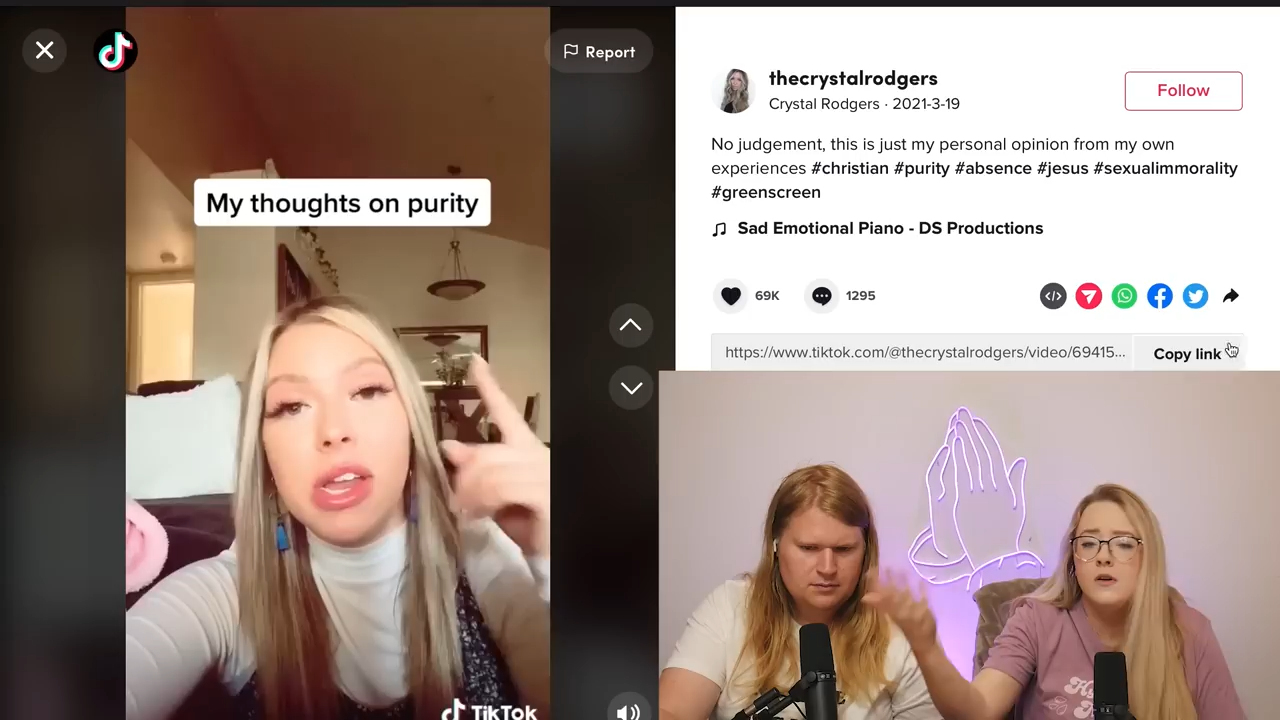 Report
My thoughts on purity
TikTok
thecrystalrodgers
Crystal Rodgers · 2021-3-19
Follow
No judgement, this is just my personal opinion from my own
experiences #christian #purity #absence #jesus #sexualimmorality
#greenscreen
Sad Emotional Piano - DS Productions
69K
1295
https://www.tiktok.com/@thecrystalrodgers/video/69415...
Copy link